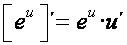 [e^u]' = e^u · u'